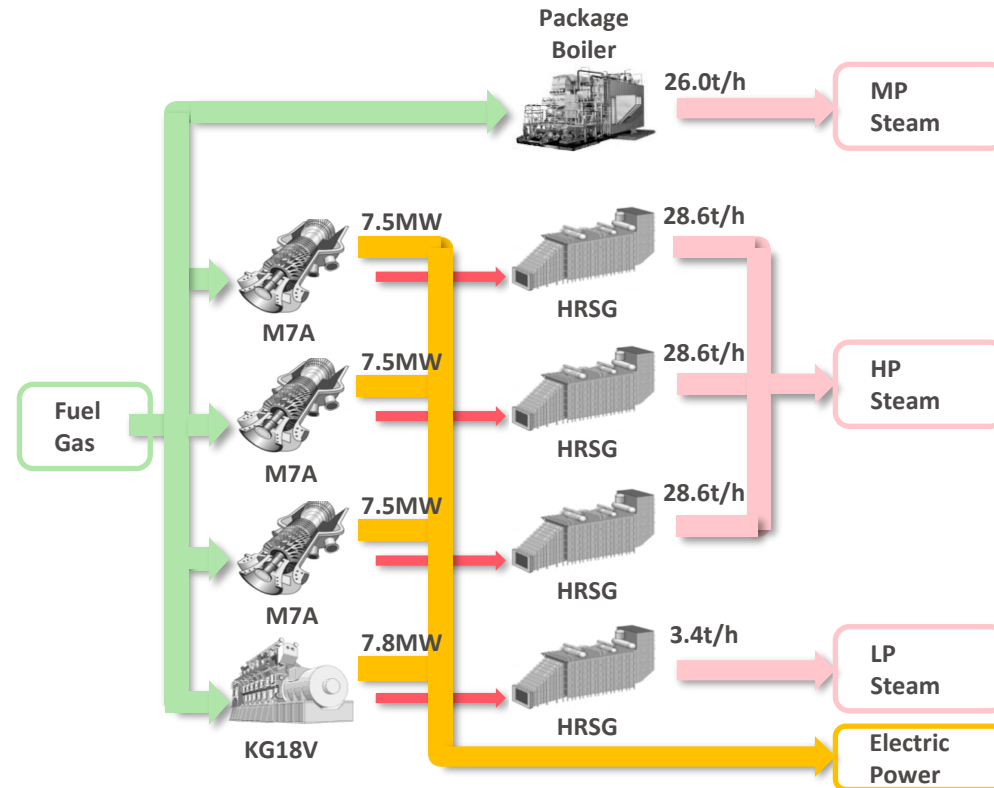 Package
Boiler
26.0t/h
MP
Steam
7.5MW
28.6t/h
M7A
HRSG
7.5MW
28.6t/h
HP
Steam
Fuel
Gas
M7A
HRSG
7.5MW
28.6t/h
M7A
HRSG
7.8MW
3.4t/h
LP
Steam
KG18V
HRSG
Electric
Power